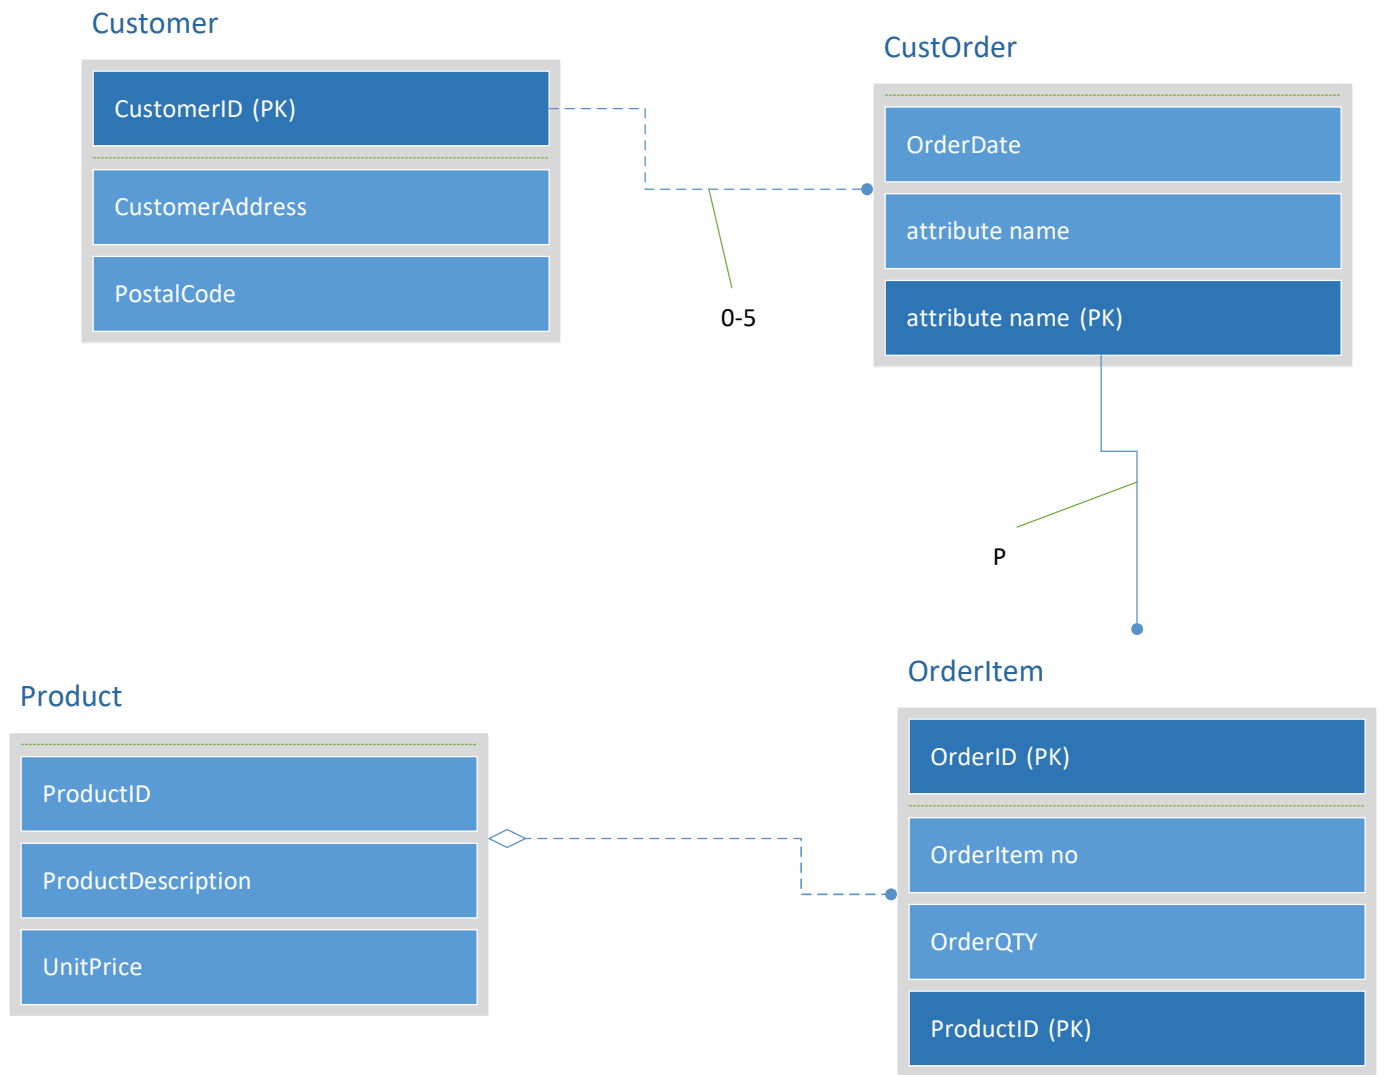 Customer
CustomerID (PK)
CustomerAddress
PostalCode
0-5
CustOrder
OrderDate
attribute name
attribute name (PK)
P
Product
ProductID
ProductDescription
UnitPrice
OrderItem
OrderID (PK)
OrderItem no
OrderQTY
ProductID (PK)